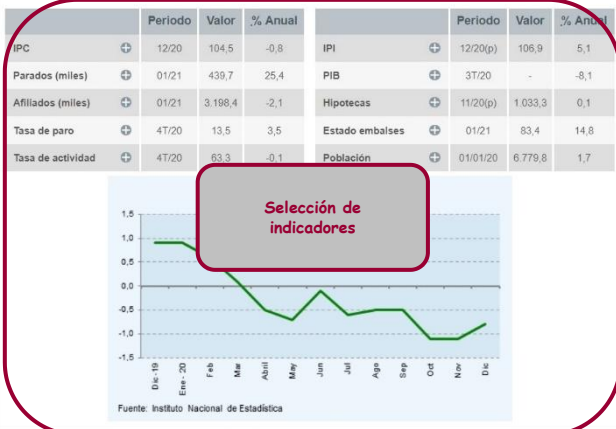 Periodo Valor % Anual
IPC 12/20 104,5 -0,8
Parados (miles) 01/21 439,7 25,4
Afiliados (miles) 01/21 3.198,4 -2,1
Tasa de paro 4T/20 13,5 3,5
Tasa de actividad 4T/20 63,3 -0,1
Periodo Valor % Anual
IPI 12/20(p) 106,9 5,1
PIB 3T/20 - -8,1
Hipotecas 11/20(p) 1.033,3 0,1
Estado embalses 01/21 83,4 14,8
Población 01/01/20 6.779,8 1,7
Selección de
indicadores
1,5
1,0
0,5
0,0
-0,5
-1,0
-1,5
Dic-19 Ene- 20 Feb Mar Abril May Jun Jul Ago Sep Oct Nov Dic
Fuente: Instituto Nacional de Estadística